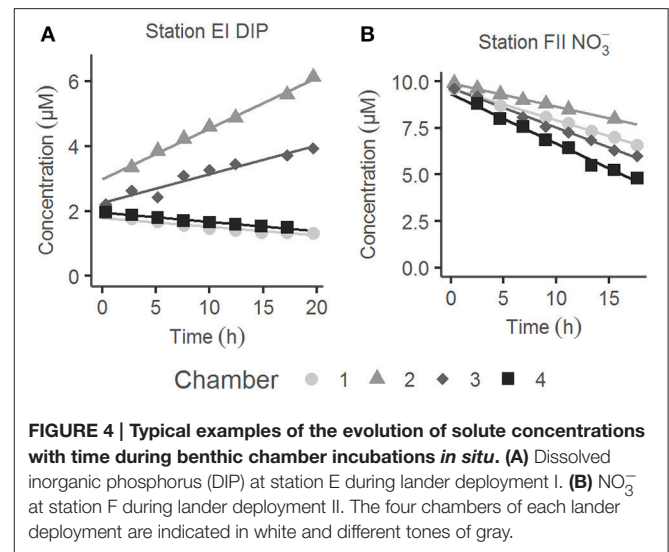 A
Station EI DIP
Concentration (µM)
6
4
2
0
0 5 10 15 20
Time (h)
B
Station FII NO₃⁻
Concentration (µM)
10.0
7.5
5.0
2.5
0.0
0 5 10 15
Time (h)
Chamber 1 2 3 4
FIGURE 4 | Typical examples of the evolution of solute concentrations
with time during benthic chamber incubations in situ. (A) Dissolved
inorganic phosphorus (DIP) at station E during lander deployment I. (B) NO₃⁻
at station F during lander deployment II. The four chambers of each lander
deployment are indicated in white and different tones of gray.